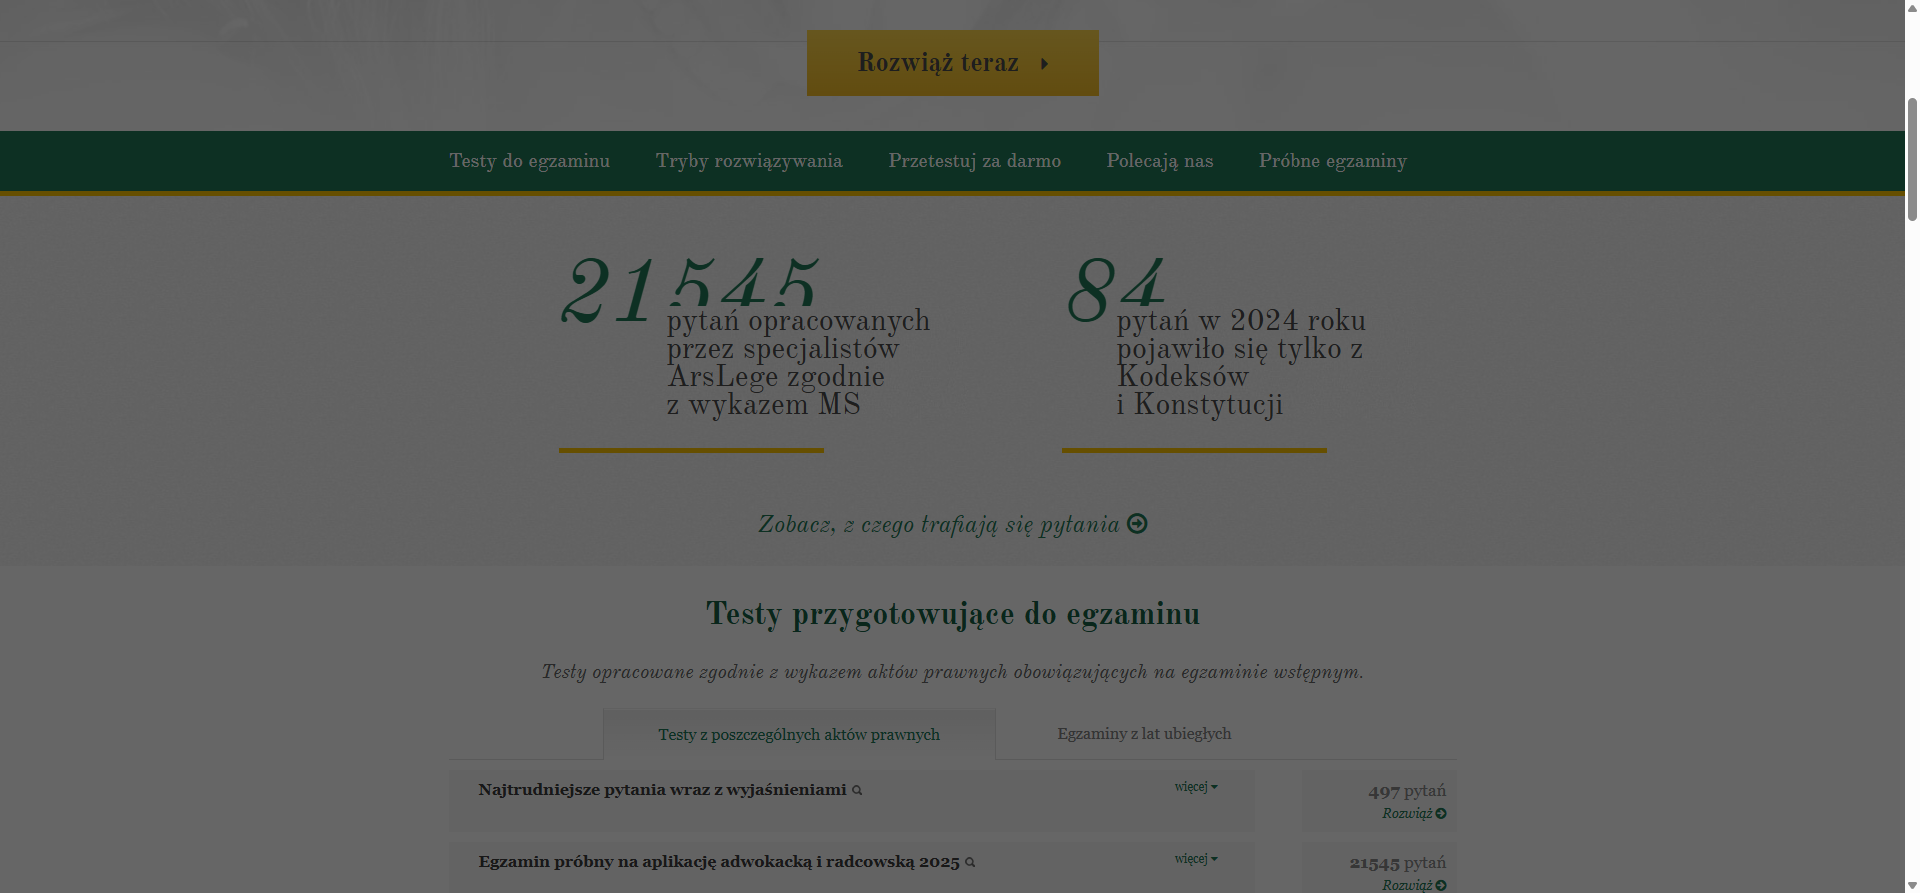 Rozwiąż teraz
Testy do egzaminu
Tryby rozwiązywania
Przetestuj za darmo
Polecają nas
Próbne egzaminy
21545
pytań opracowanych
przez specjalistów
ArsLege zgodnie
z wykazem MS
84
pytań w 2024 roku
pojawiło się tylko z
Kodeksów
i Konstytucji
Zobacz, z czego trafiają się pytania
Testy przygotowujące do egzaminu
Testy opracowane zgodnie z wykazem aktów prawnych obowiązujących na egzaminie wstępnym.
Testy z poszczególnych aktów prawnych
Egzaminy z lat ubiegłych
Najtrudniejsze pytania wraz z wyjaśnieniami
więcej
497 pytań
Rozwiąż
Egzamin próbny na aplikację adwokacką i radcowską 2025
więcej
21545 pytań
Rozwiąż